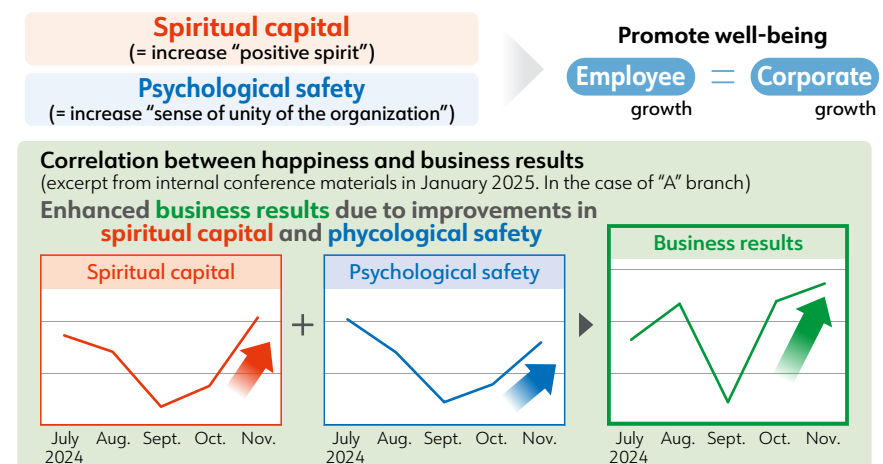 Spiritual capital
(= increase “positive spirit”)
Psychological safety
(= increase “sense of unity of the organization”)
Promote well-being
Employee = Corporate
growth growth
Correlation between happiness and business results
(excerpt from internal conference materials in January 2025. In the case of “A” branch)
Enhanced business results due to improvements in
spiritual capital and phycological safety
Spiritual capital
July Aug. Sept. Oct. Nov.
2024
+
Psychological safety
July Aug. Sept. Oct. Nov.
2024
Business results
July Aug. Sept. Oct. Nov.
2024